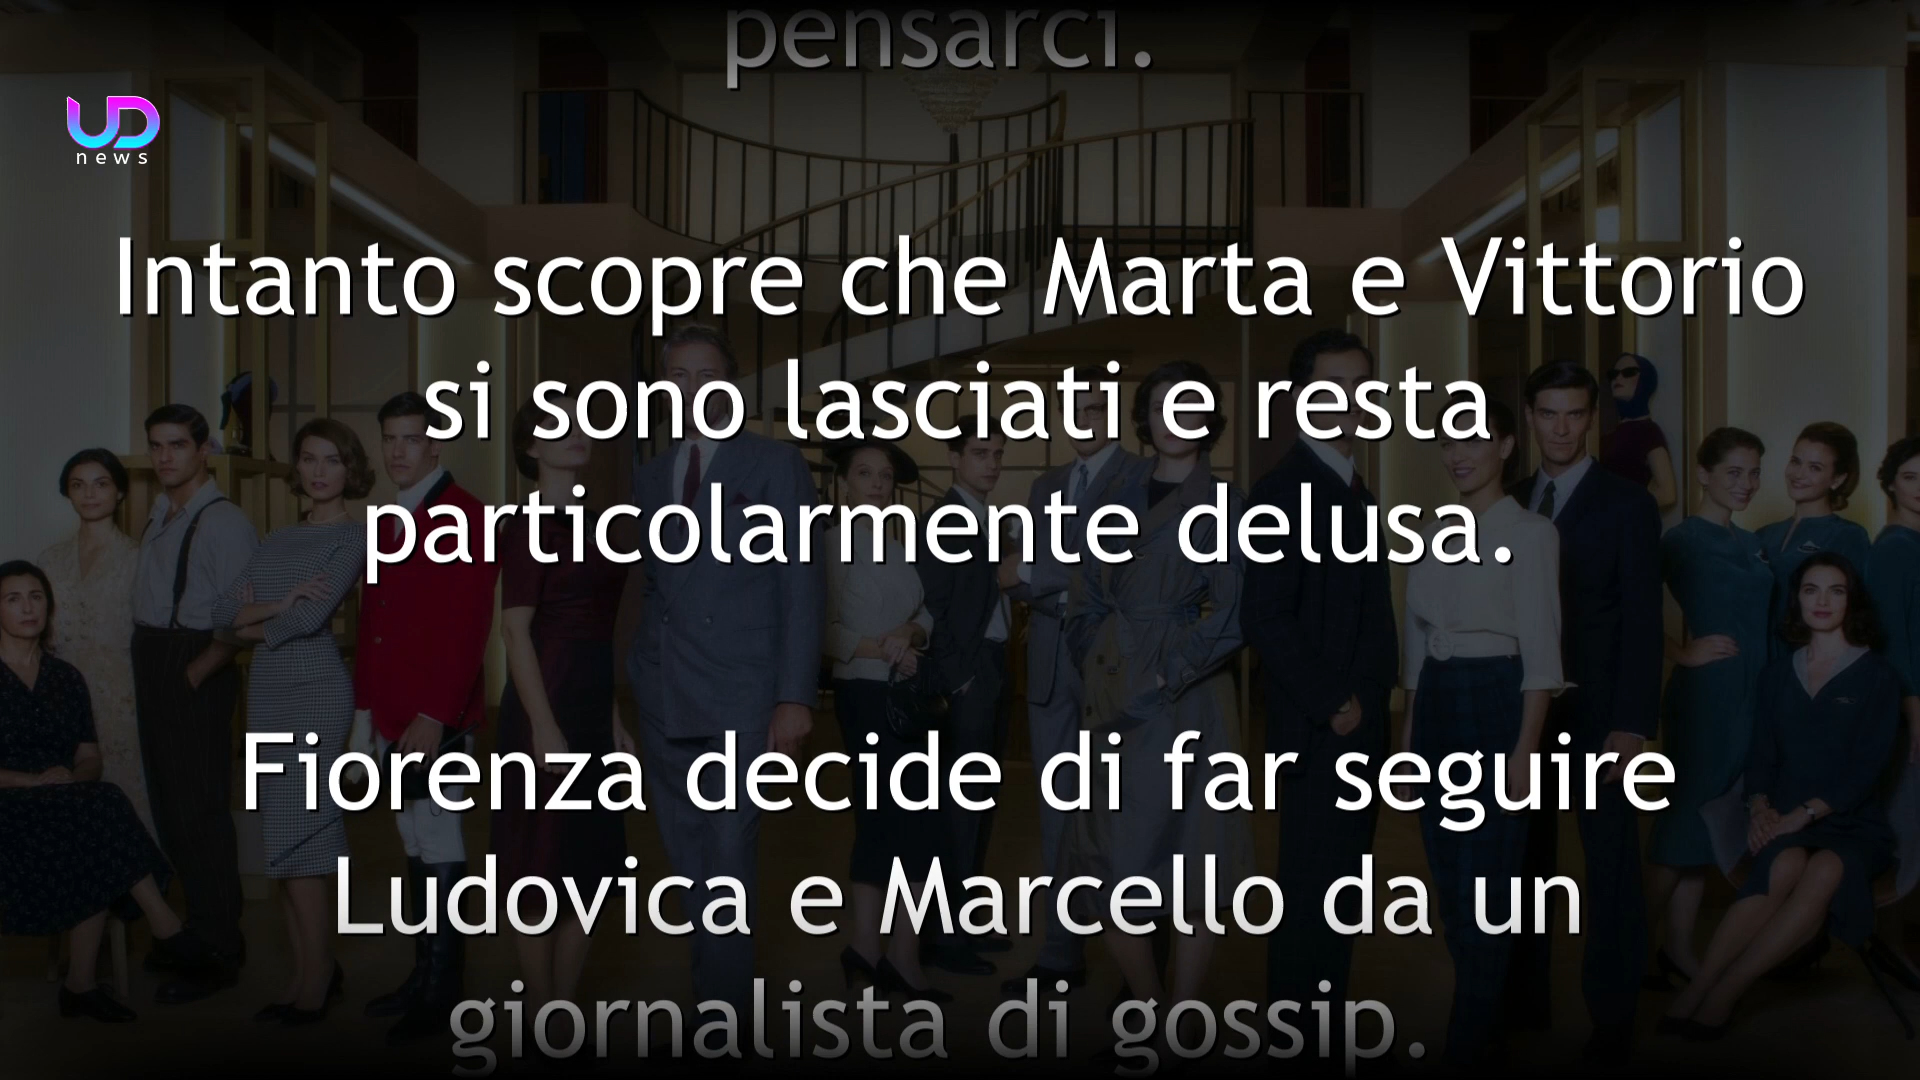 pensarci.
UD
news
Intanto scopre che Marta e Vittorio
si sono lasciati e resta
particolarmente delusa.
Fiorenza decide di far seguire
Ludovica e Marcello da un
giornalista di gossip.